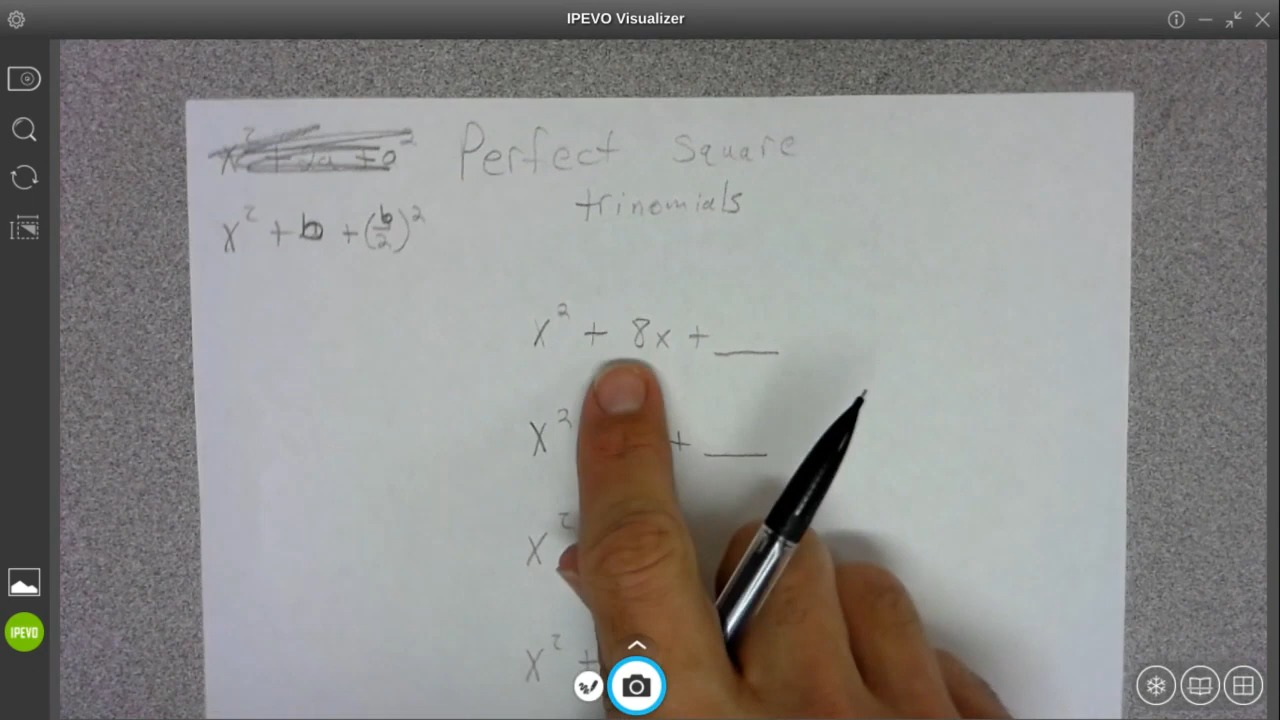 IPEVO Visualizer
Perfect Square
trinomials
x² + b + (b/2)²
x² + 8x + ___
x² + ___
x²
x² +
IPEVO